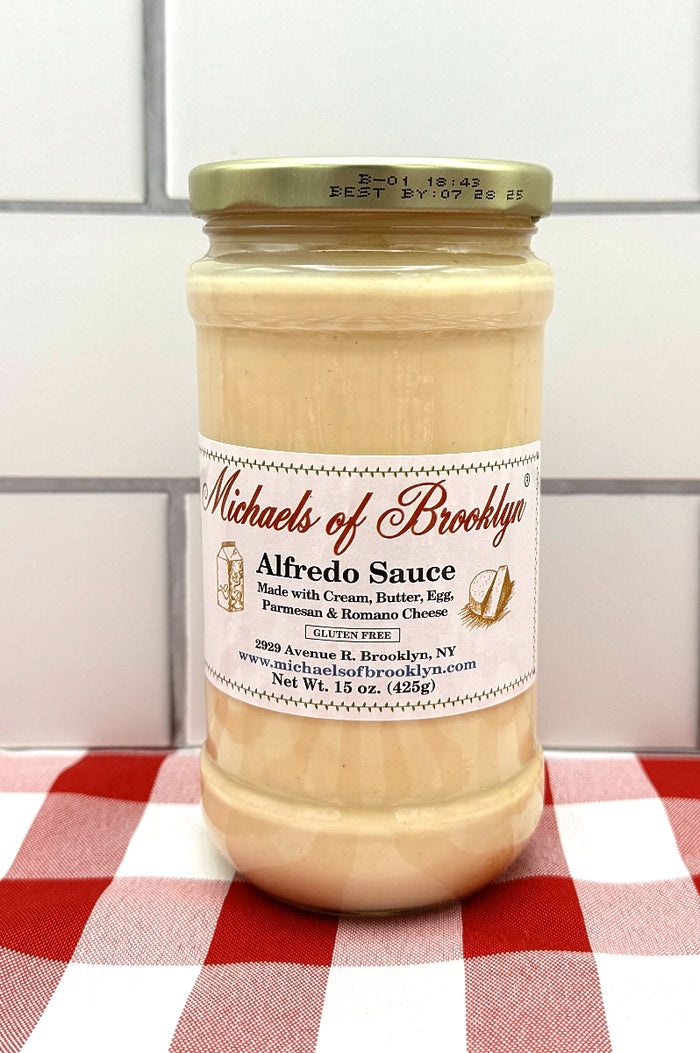 B-01 18:43
BEST BY:07 28 25
Michaels of Brooklyn®
Alfredo Sauce
Made with Cream, Butter, Egg,
Parmesan & Romano Cheese
GLUTEN FREE
2929 Avenue R. Brooklyn, NY
www.michaelsofbrooklyn.com
Net Wt. 15 oz. (425g)